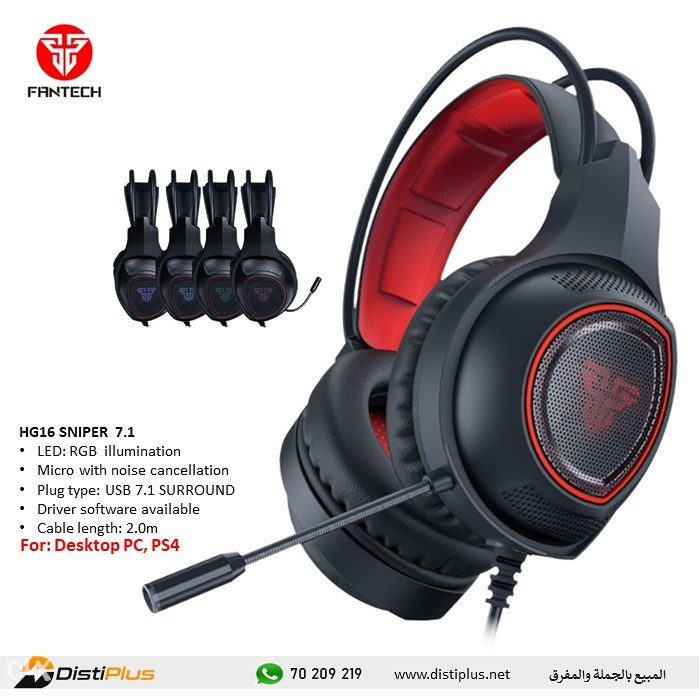 FANTECH
HG16 SNIPER 7.1
• LED: RGB illumination
• Micro with noise cancellation
• Plug type: USB 7.1 SURROUND
• Driver software available
• Cable length: 2.0m
For: Desktop PC, PS4
DistiPlus
70 209 219
www.distiplus.net
المبيع بالجملة والمفرق